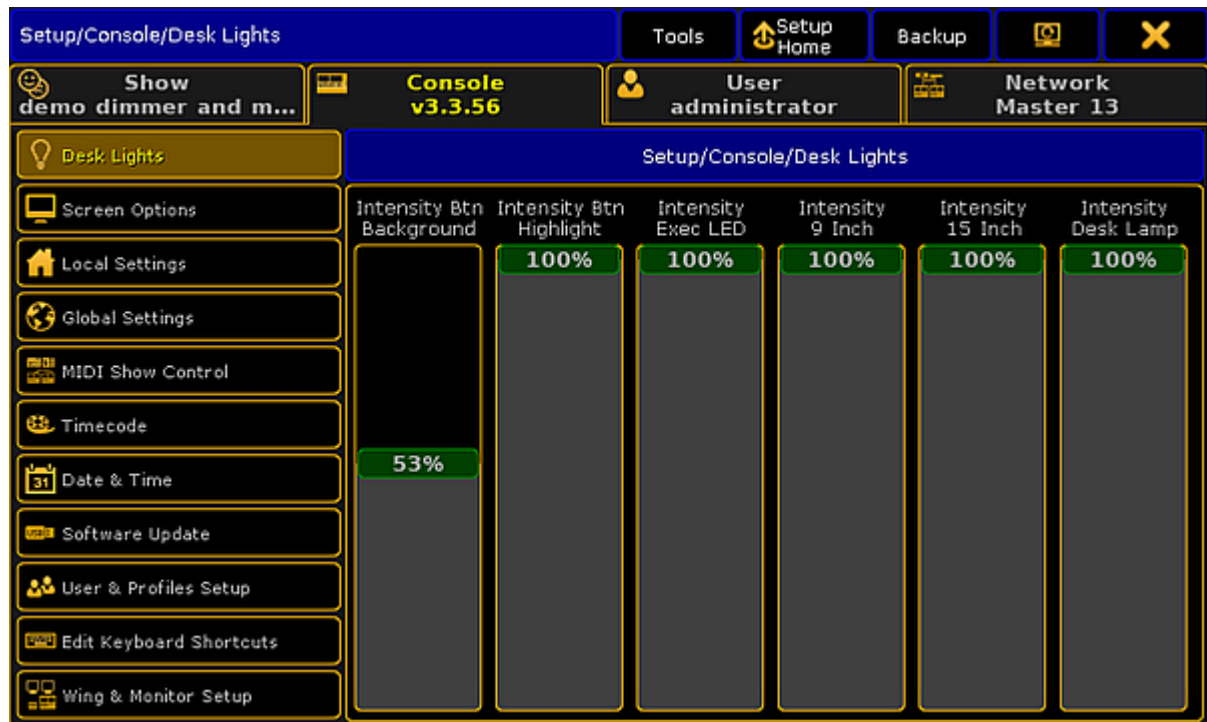 Setup/Console/Desk Lights
Tools
Setup
Home
Backup
Show
demo dimmer and m...
Console
v3.3.56
User
administrator
Network
Master 13
Desk Lights
Screen Options
Local Settings
Global Settings
MIDI Show Control
Timecode
31 Date & Time
Software Update
User & Profiles Setup
Edit Keyboard Shortcuts
Wing & Monitor Setup
Setup/Console/Desk Lights
Intensity Btn
Background
53%
Intensity Btn
Highlight
100%
Intensity
Exec LED
100%
Intensity
9 Inch
100%
Intensity
15 Inch
100%
Intensity
Desk Lamp
100%